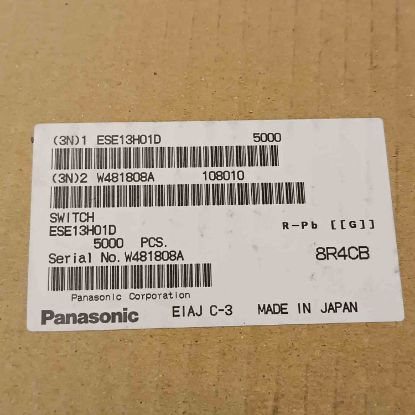 (3N)1 ESE13H01D 5000
(3N)2 W481808A 108010
SWITCH
ESE13H01D
R-Pb [[G]]
5000 PCS.
Serial No. W481808A
8R4CB
Panasonic Corporation
Panasonic EIAJ C-3 MADE IN JAPAN